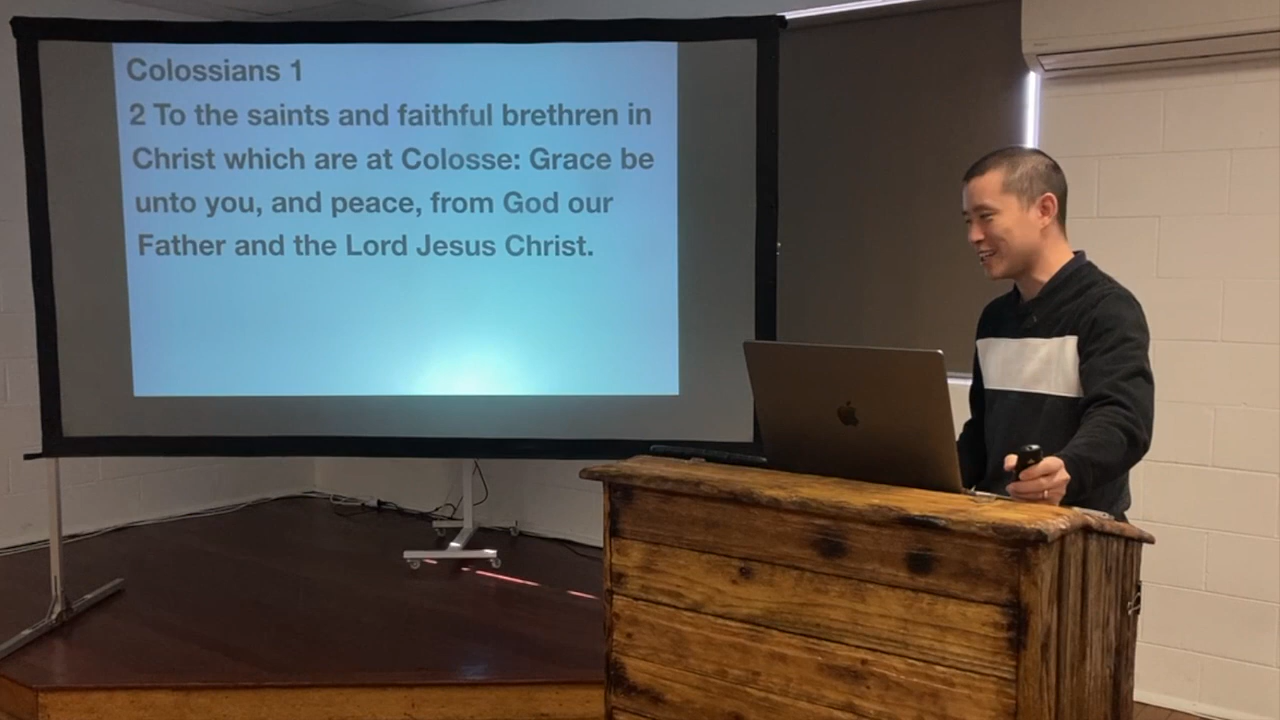 Colossians 1
2 To the saints and faithful brethren in
Christ which are at Colosse: Grace be
unto you, and peace, from God our
Father and the Lord Jesus Christ.